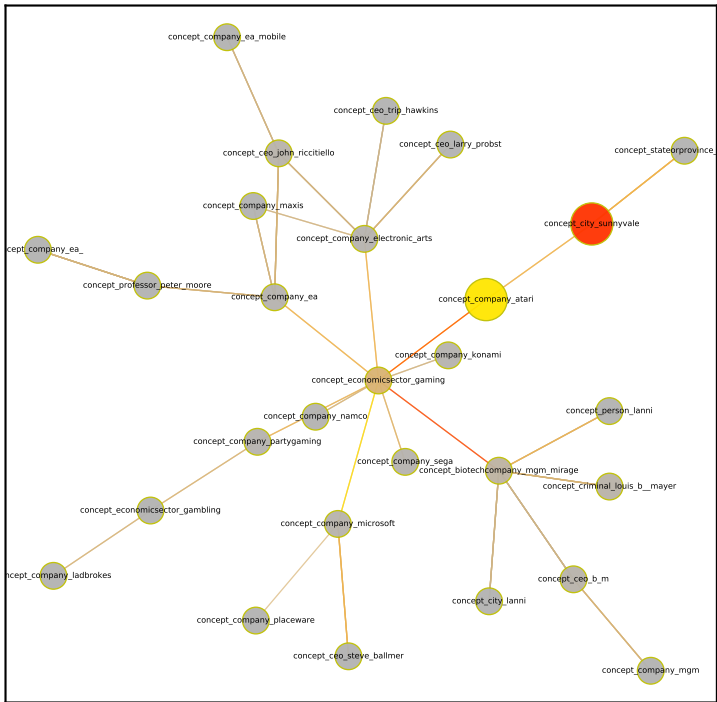 concept_company_ea_mobile
concept_ceo_trip_hawkins
concept_ceo_larry_probst
concept_ceo_john_riccitiello
concept_stateorprovince_
concept_company_maxis
concept_city_sunnyvale
concept_company_electronic_arts
cept_company_ea_
concept_professor_peter_moore
concept_company_ea
concept_company_atari
concept_company_konami
concept_economicsector_gaming
concept_person_lanni
concept_company_namco
concept_company_partygaming
concept_company_sega
concept_biotechcompany_mgm_mirage
concept_criminal_louis_b__mayer
concept_economicsector_gambling
concept_company_microsoft
ncept_company_ladbrokes
concept_ceo_b_m
concept_city_lanni
concept_company_placeware
concept_ceo_steve_ballmer
concept_company_mgm